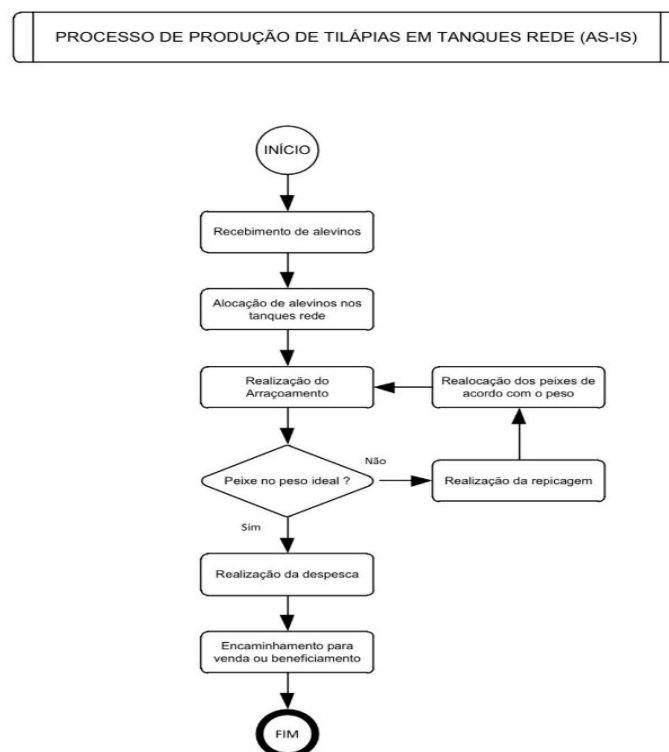 PROCESSO DE PRODUÇÃO DE TILÁPIAS EM TANQUES REDE (AS-IS)
INÍCIO
Recebimento de alevinos
Alocação de alevinos nos
tanques rede
Realização do
Arraçoamento
Realocação dos peixes de
acordo com o peso
Peixe no peso ideal ?
Não
Realização da repicagem
Sim
Realização da despesca
Encaminhamento para
venda ou beneficiamento
FIM